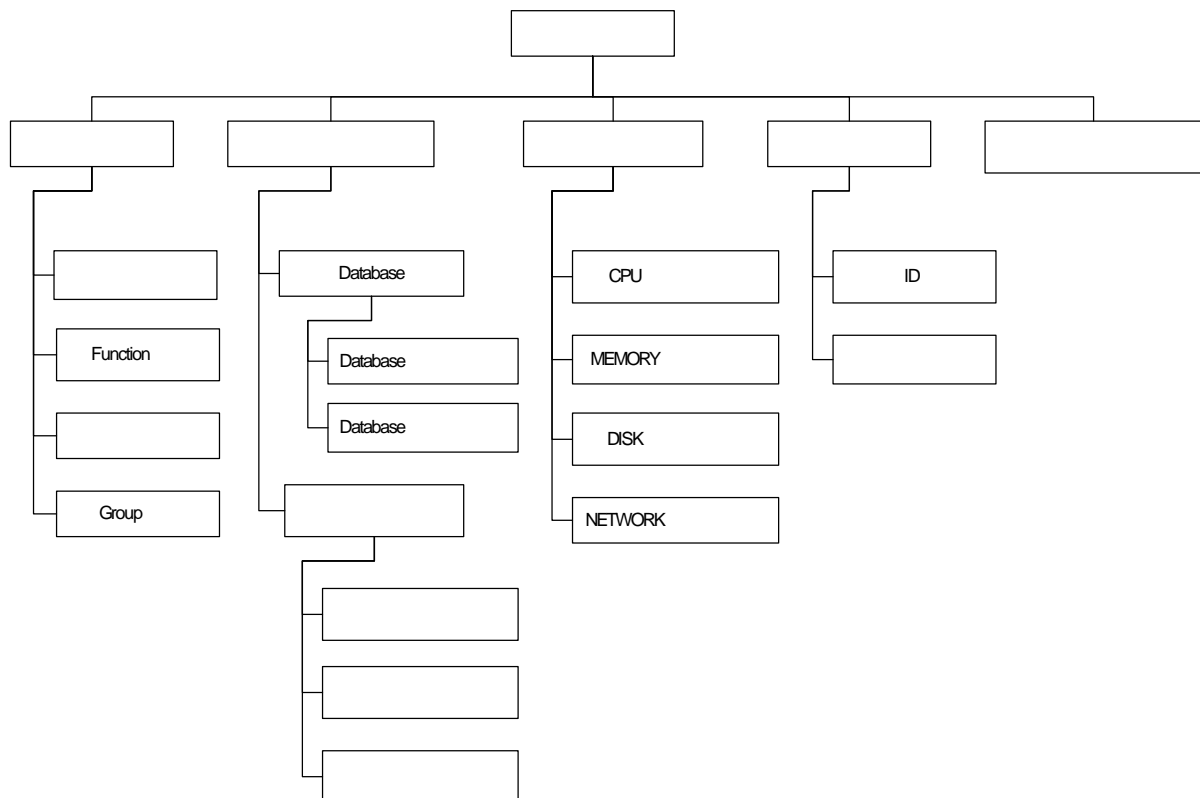 Database
CPU
ID
Function
Database
MEMORY
Database
DISK
Group
NETWORK